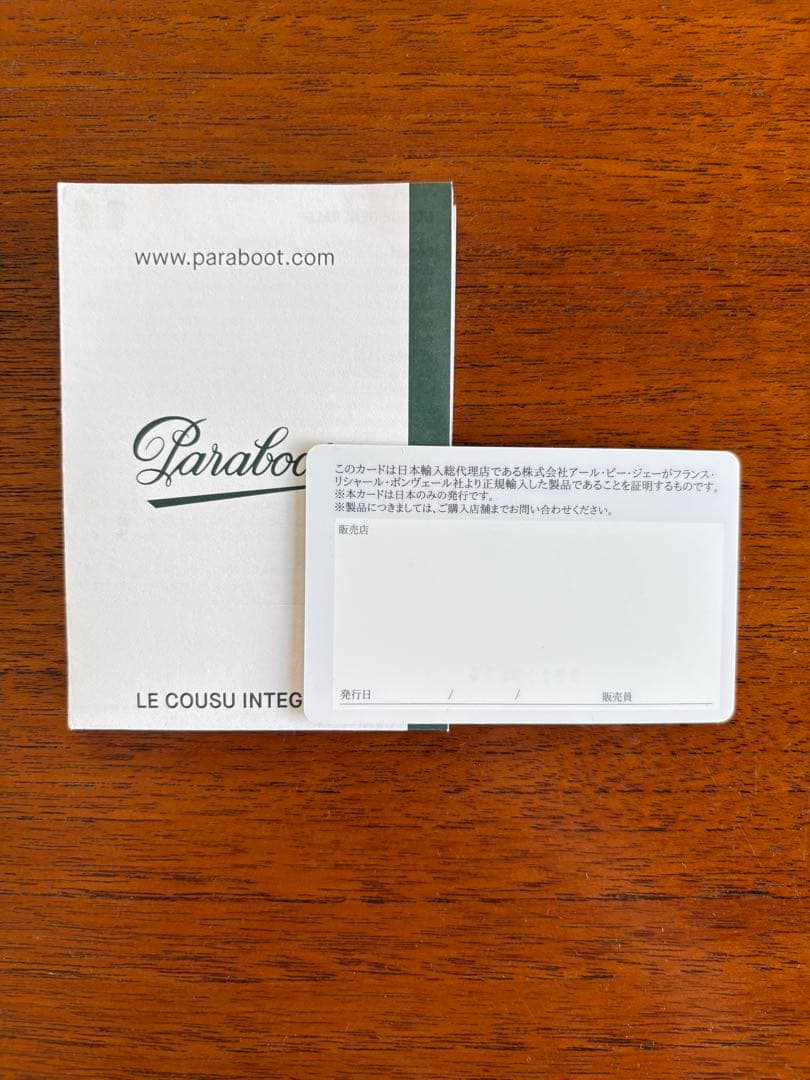 www.paraboot.com
Paraboo
LE COUSU INTEG
このカードは日本輸入総代理店である株式会社アール・ビー・ジェーがフランス・
リシャール・ポンヴェール社より正規輸入した製品であることを証明するものです。
※本カードは日本のみの発行です。
※製品につきましては、ご購入店舗までお問い合わせください。
販売店
発行日 / / 販売員